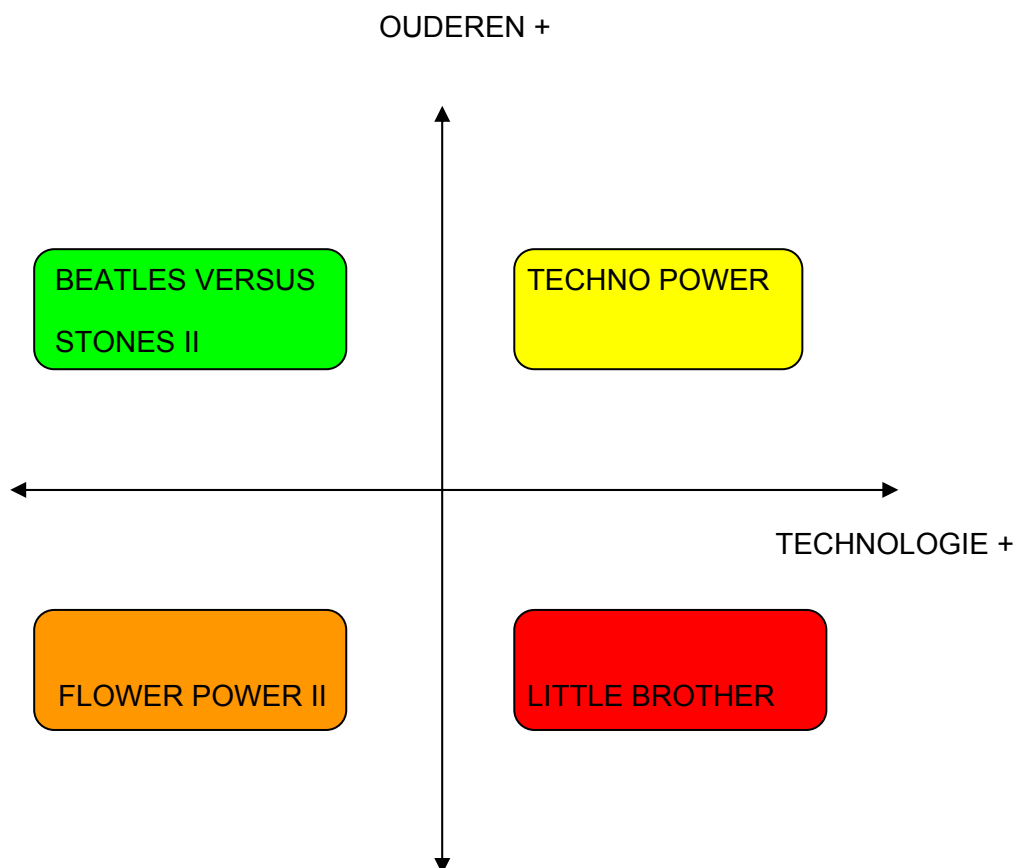 OUDEREN +
BEATLES VERSUS
STONES II
TECHNO POWER
TECHNOLOGIE +
FLOWER POWER II
LITTLE BROTHER